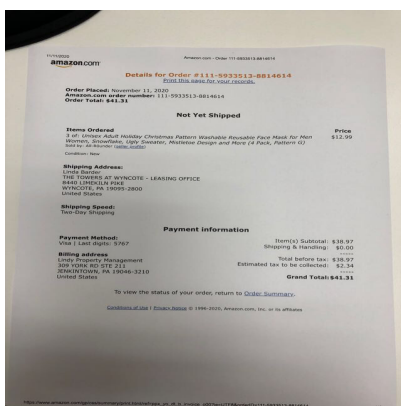 11/11/2020 Amazon.com - Order 111-5933513-8814614
amazon.com
Details for Order #111-5933513-8814614
Print this page for your records.
Order Placed: November 11, 2020
Amazon.com order number: 111-5933513-8814614
Order Total: $41.31
Not Yet Shipped
Items Ordered Price
3 of: Unisex Adult Holiday Christmas Pattern Washable Reusable Face Mask for Men $12.99
Women, Snowflake, Ugly Sweater, Mistletoe Design and More (4 Pack, Pattern G)
Sold by: All-Rounder (seller profile)
Condition: New
Shipping Address:
Linda Barder
THE TOWERS AT WYNCOTE - LEASING OFFICE
8440 LIMEKILN PIKE
WYNCOTE, PA 19095-2800
United States
Shipping Speed:
Two-Day Shipping
Payment information
Payment Method:
Visa | Last digits: 5767
Item(s) Subtotal: $38.97
Shipping & Handling: $0.00
-----
Billing address
Lindy Property Management
309 YORK RD STE 211
JENKINTOWN, PA 19046-3210
United States
Total before tax: $38.97
Estimated tax to be collected: $2.34
-----
Grand Total: $41.31
To view the status of your order, return to Order Summary.
Conditions of Use | Privacy Notice © 1996-2020, Amazon.com, Inc. or its affiliates